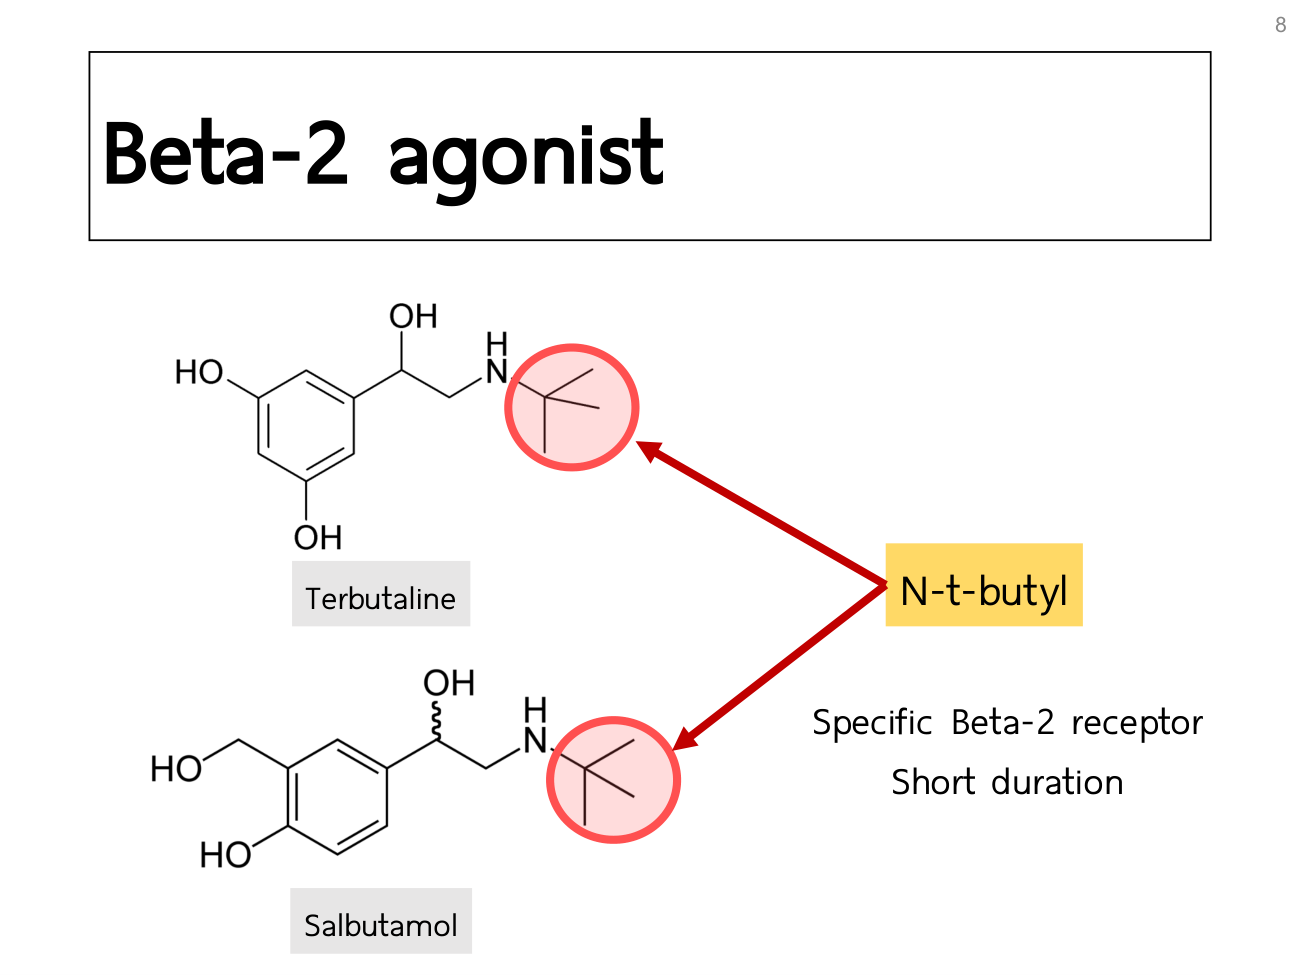 8
Beta-2 agonist
OH
H
N
HO
OH
Terbutaline
N-t-butyl
OH
H
N
HO
HO
Specific Beta-2 receptor
Short duration
Salbutamol